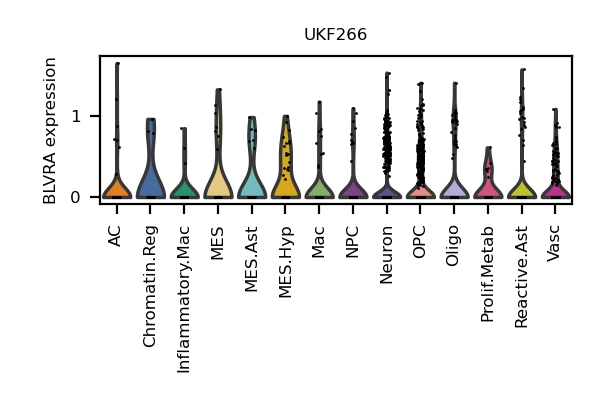 UKF266
BLVRA expression
1
0
AC
Chromatin.Reg
Inflammatory.Mac
MES
MES.Ast
MES.Hyp
Mac
NPC
Neuron
OPC
Oligo
Prolif.Metab
Reactive.Ast
Vasc